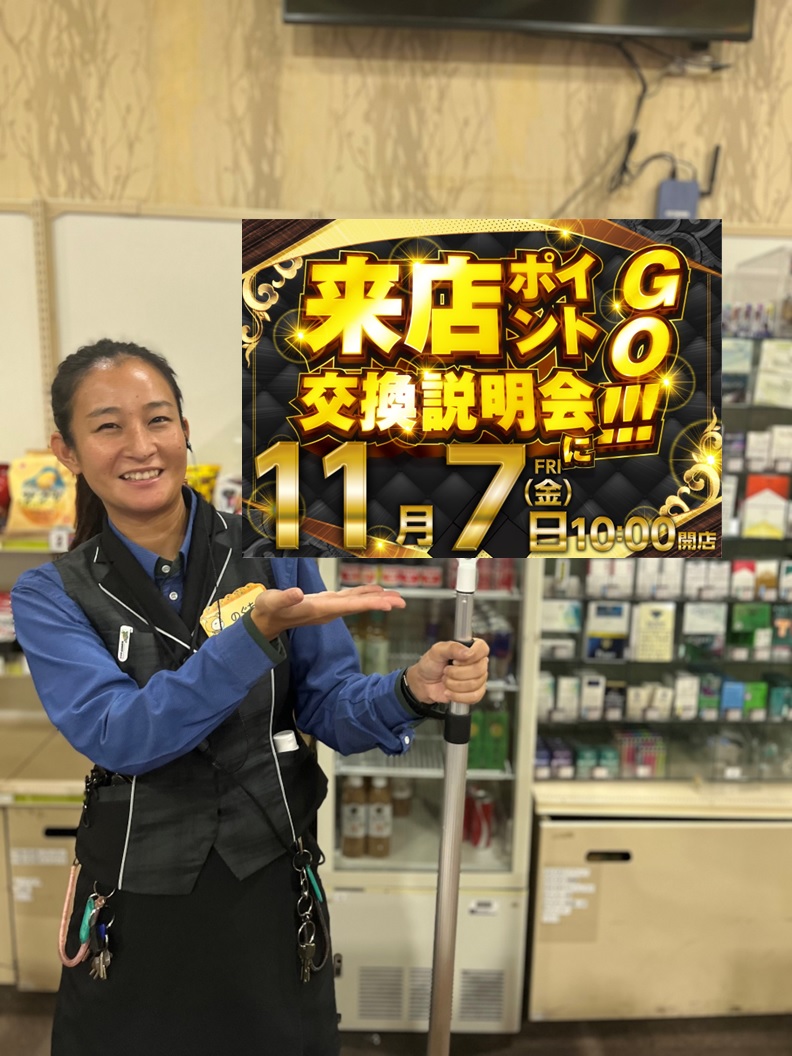 来店ポイント
GO!!!
交換説明会に
11月7日
FRI
(金)
10:00開店